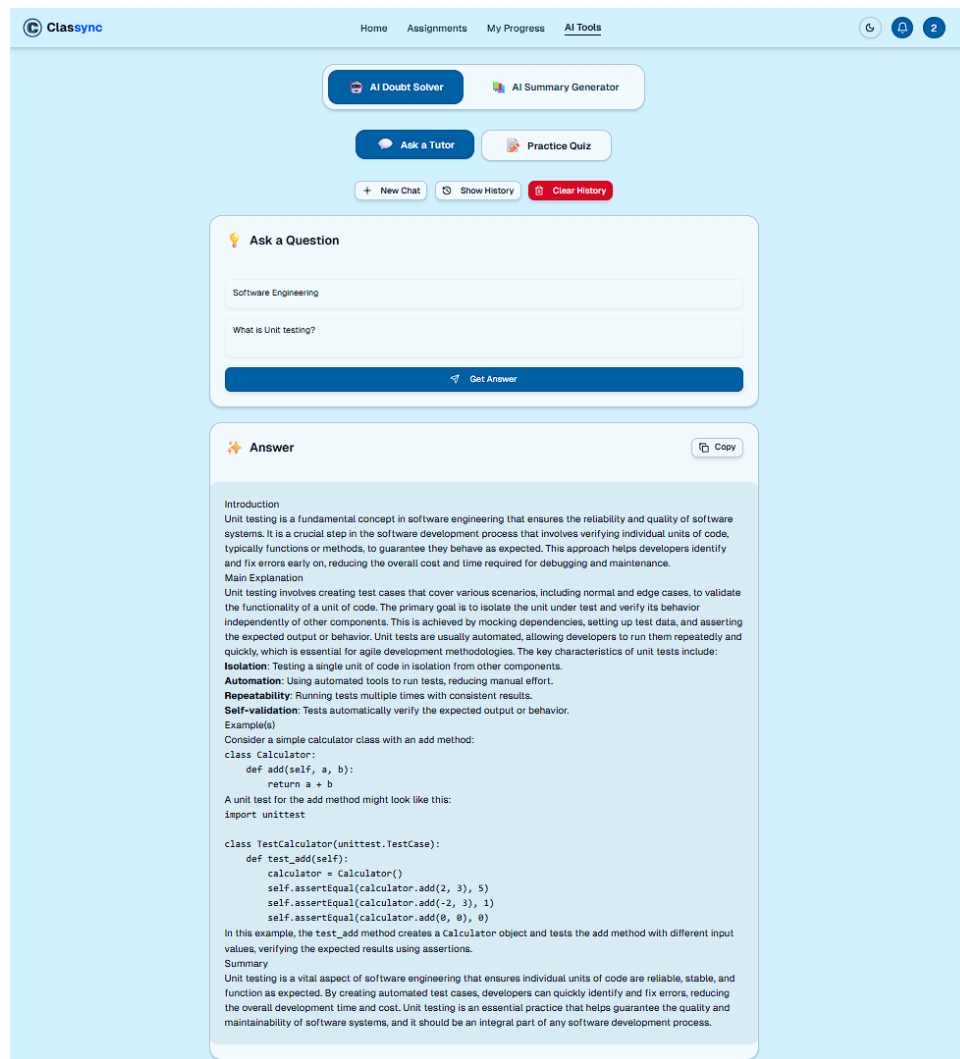 Classync
Home Assignments My Progress AI Tools
2
AI Doubt Solver AI Summary Generator
Ask a Tutor Practice Quiz
New Chat Show History Clear History
Ask a Question
Software Engineering
What is Unit testing?
Get Answer
Answer
Copy
Introduction
Unit testing is a fundamental concept in software engineering that ensures the reliability and quality of software
systems. It is a crucial step in the software development process that involves verifying individual units of code,
typically functions or methods, to guarantee they behave as expected. This approach helps developers identify
and fix errors early on, reducing the overall cost and time required for debugging and maintenance.
Main Explanation
Unit testing involves creating test cases that cover various scenarios, including normal and edge cases, to validate
the functionality of a unit of code. The primary goal is to isolate the unit under test and verify its behavior
independently of other components. This is achieved by mocking dependencies, setting up test data, and asserting
the expected output or behavior. Unit tests are usually automated, allowing developers to run them repeatedly and
quickly, which is essential for agile development methodologies. The key characteristics of unit tests include:
Isolation: Testing a single unit of code in isolation from other components.
Automation: Using automated tools to run tests, reducing manual effort.
Repeatability: Running tests multiple times with consistent results.
Self-validation: Tests automatically verify the expected output or behavior.
Example(s)
Consider a simple calculator class with an add method:
class Calculator:
    def add(self, a, b):
        return a + b
A unit test for the add method might look like this:
import unittest

class TestCalculator(unittest.TestCase):
    def test_add(self):
        calculator = Calculator()
        self.assertEqual(calculator.add(2, 3), 5)
        self.assertEqual(calculator.add(-2, 3), 1)
        self.assertEqual(calculator.add(0, 0), 0)
In this example, the test_add method creates a Calculator object and tests the add method with different input
values, verifying the expected results using assertions.
Summary
Unit testing is a vital aspect of software engineering that ensures individual units of code are reliable, stable, and
function as expected. By creating automated test cases, developers can quickly identify and fix errors, reducing
the overall development time and cost. Unit testing is an essential practice that helps guarantee the quality and
maintainability of software systems, and it should be an integral part of any software development process.